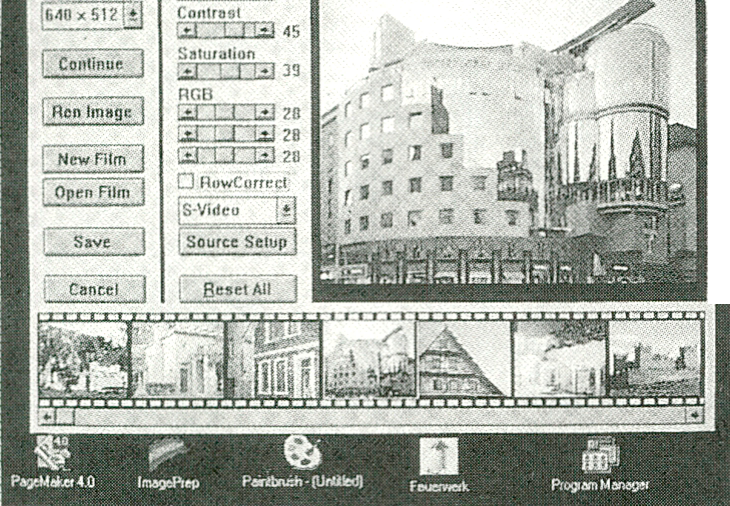 640 × 512
Continue
Ren Image
New Film
Open Film
Save
Cancel
Contrast
45
Saturation
39
RGB
28
28
28
RowCorrect
S-Video
Source Setup
Reset All
PageMaker 4.0
ImagePrep
Paintbrush - (Untitled)
Feuerwerk
Program Manager